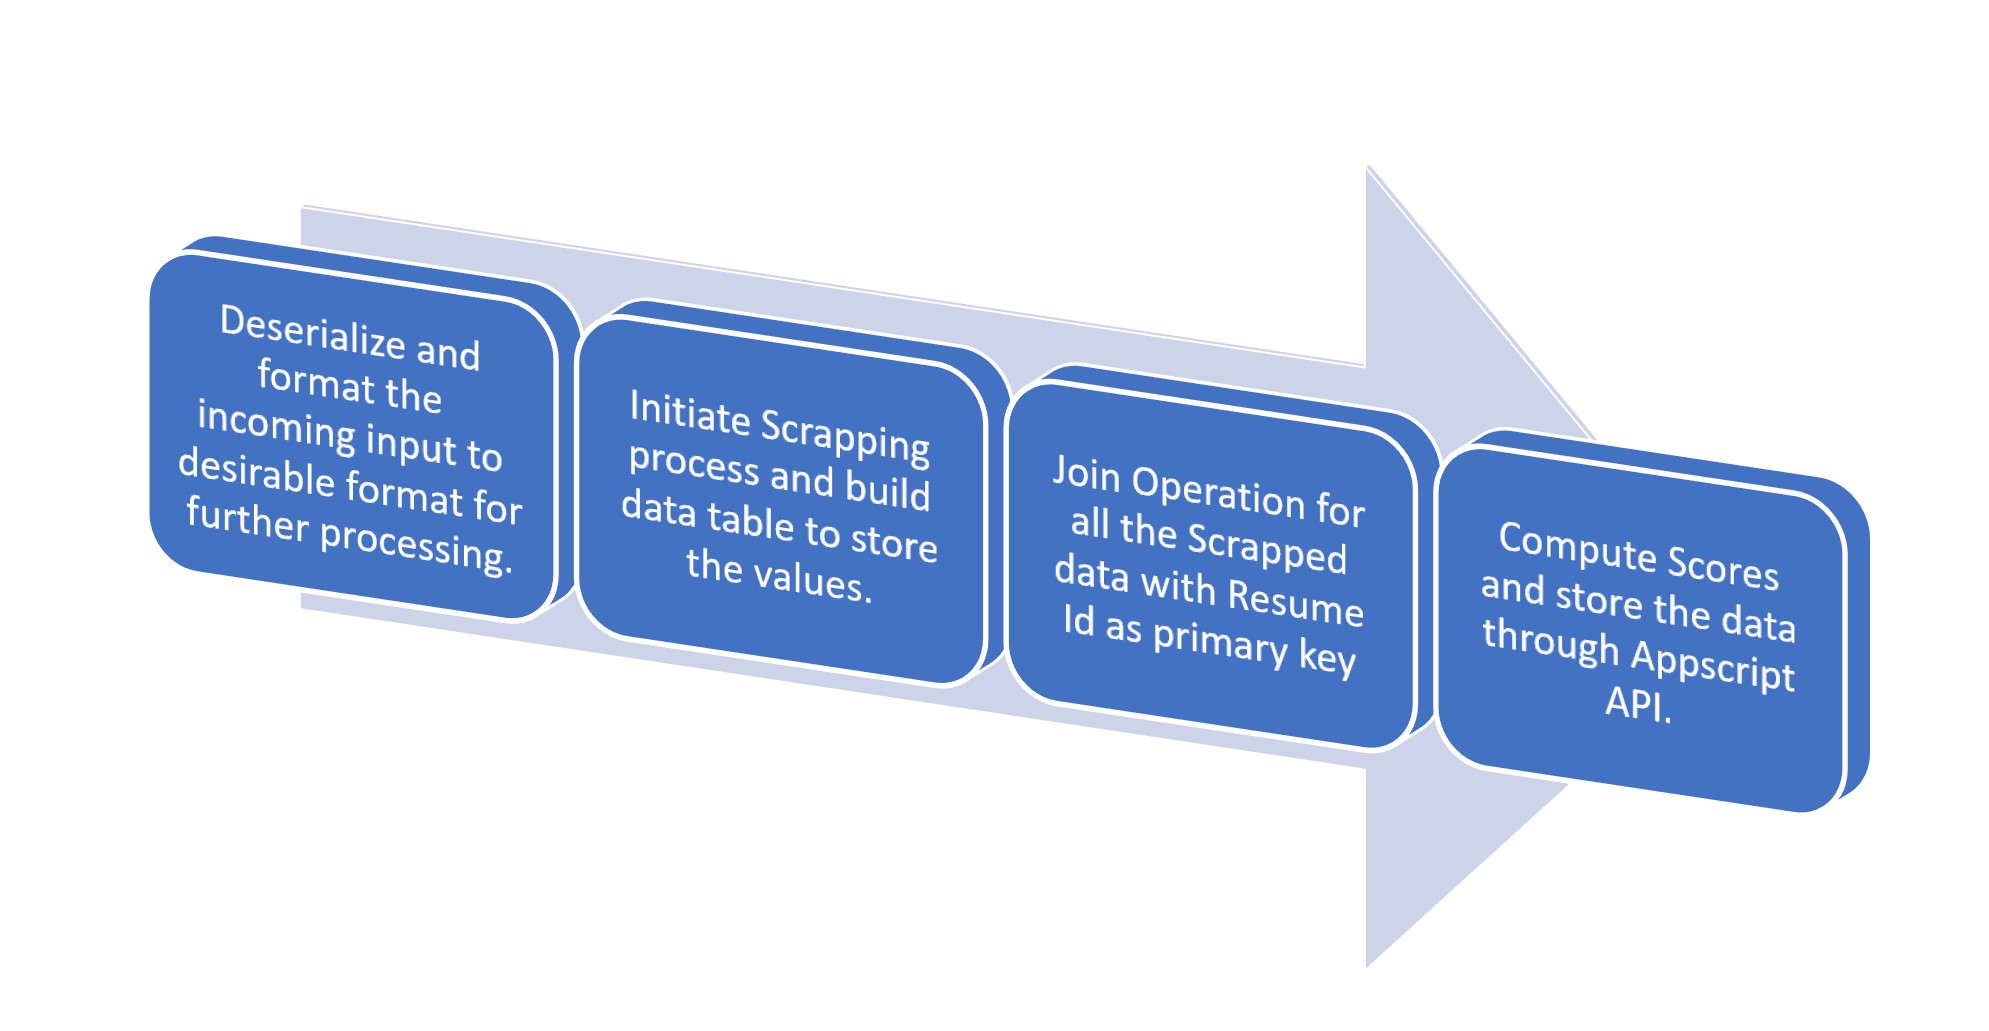 Deserialize and
format the
incoming input to
desirable format for
further processing.
Initiate Scrapping
process and build
data table to store
the values.
Join Operation for
all the Scrapped
data with Resume
Id as primary key
Compute Scores
and store the data
through Appscript
API.